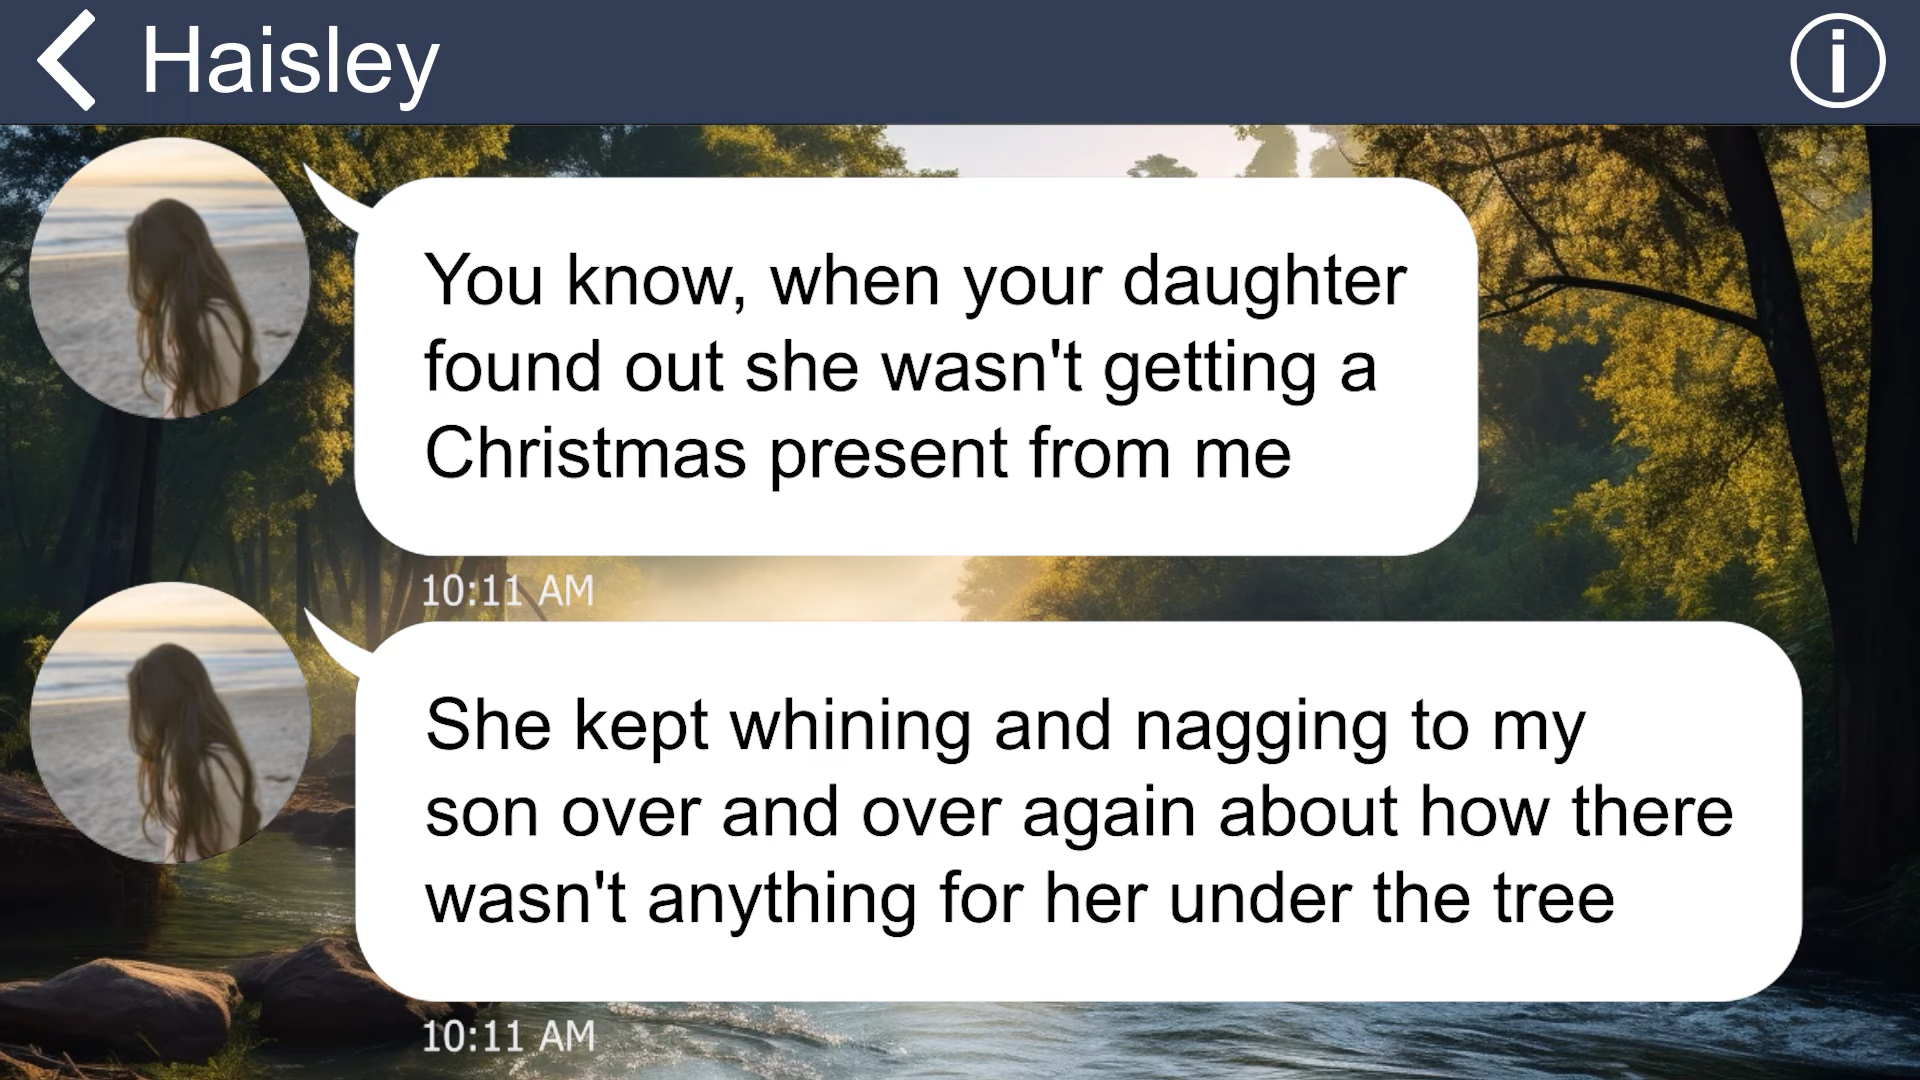 Haisley
You know, when your daughter
found out she wasn't getting a
Christmas present from me
10:11 AM
She kept whining and nagging to my
son over and over again about how there
wasn't anything for her under the tree
10:11 AM